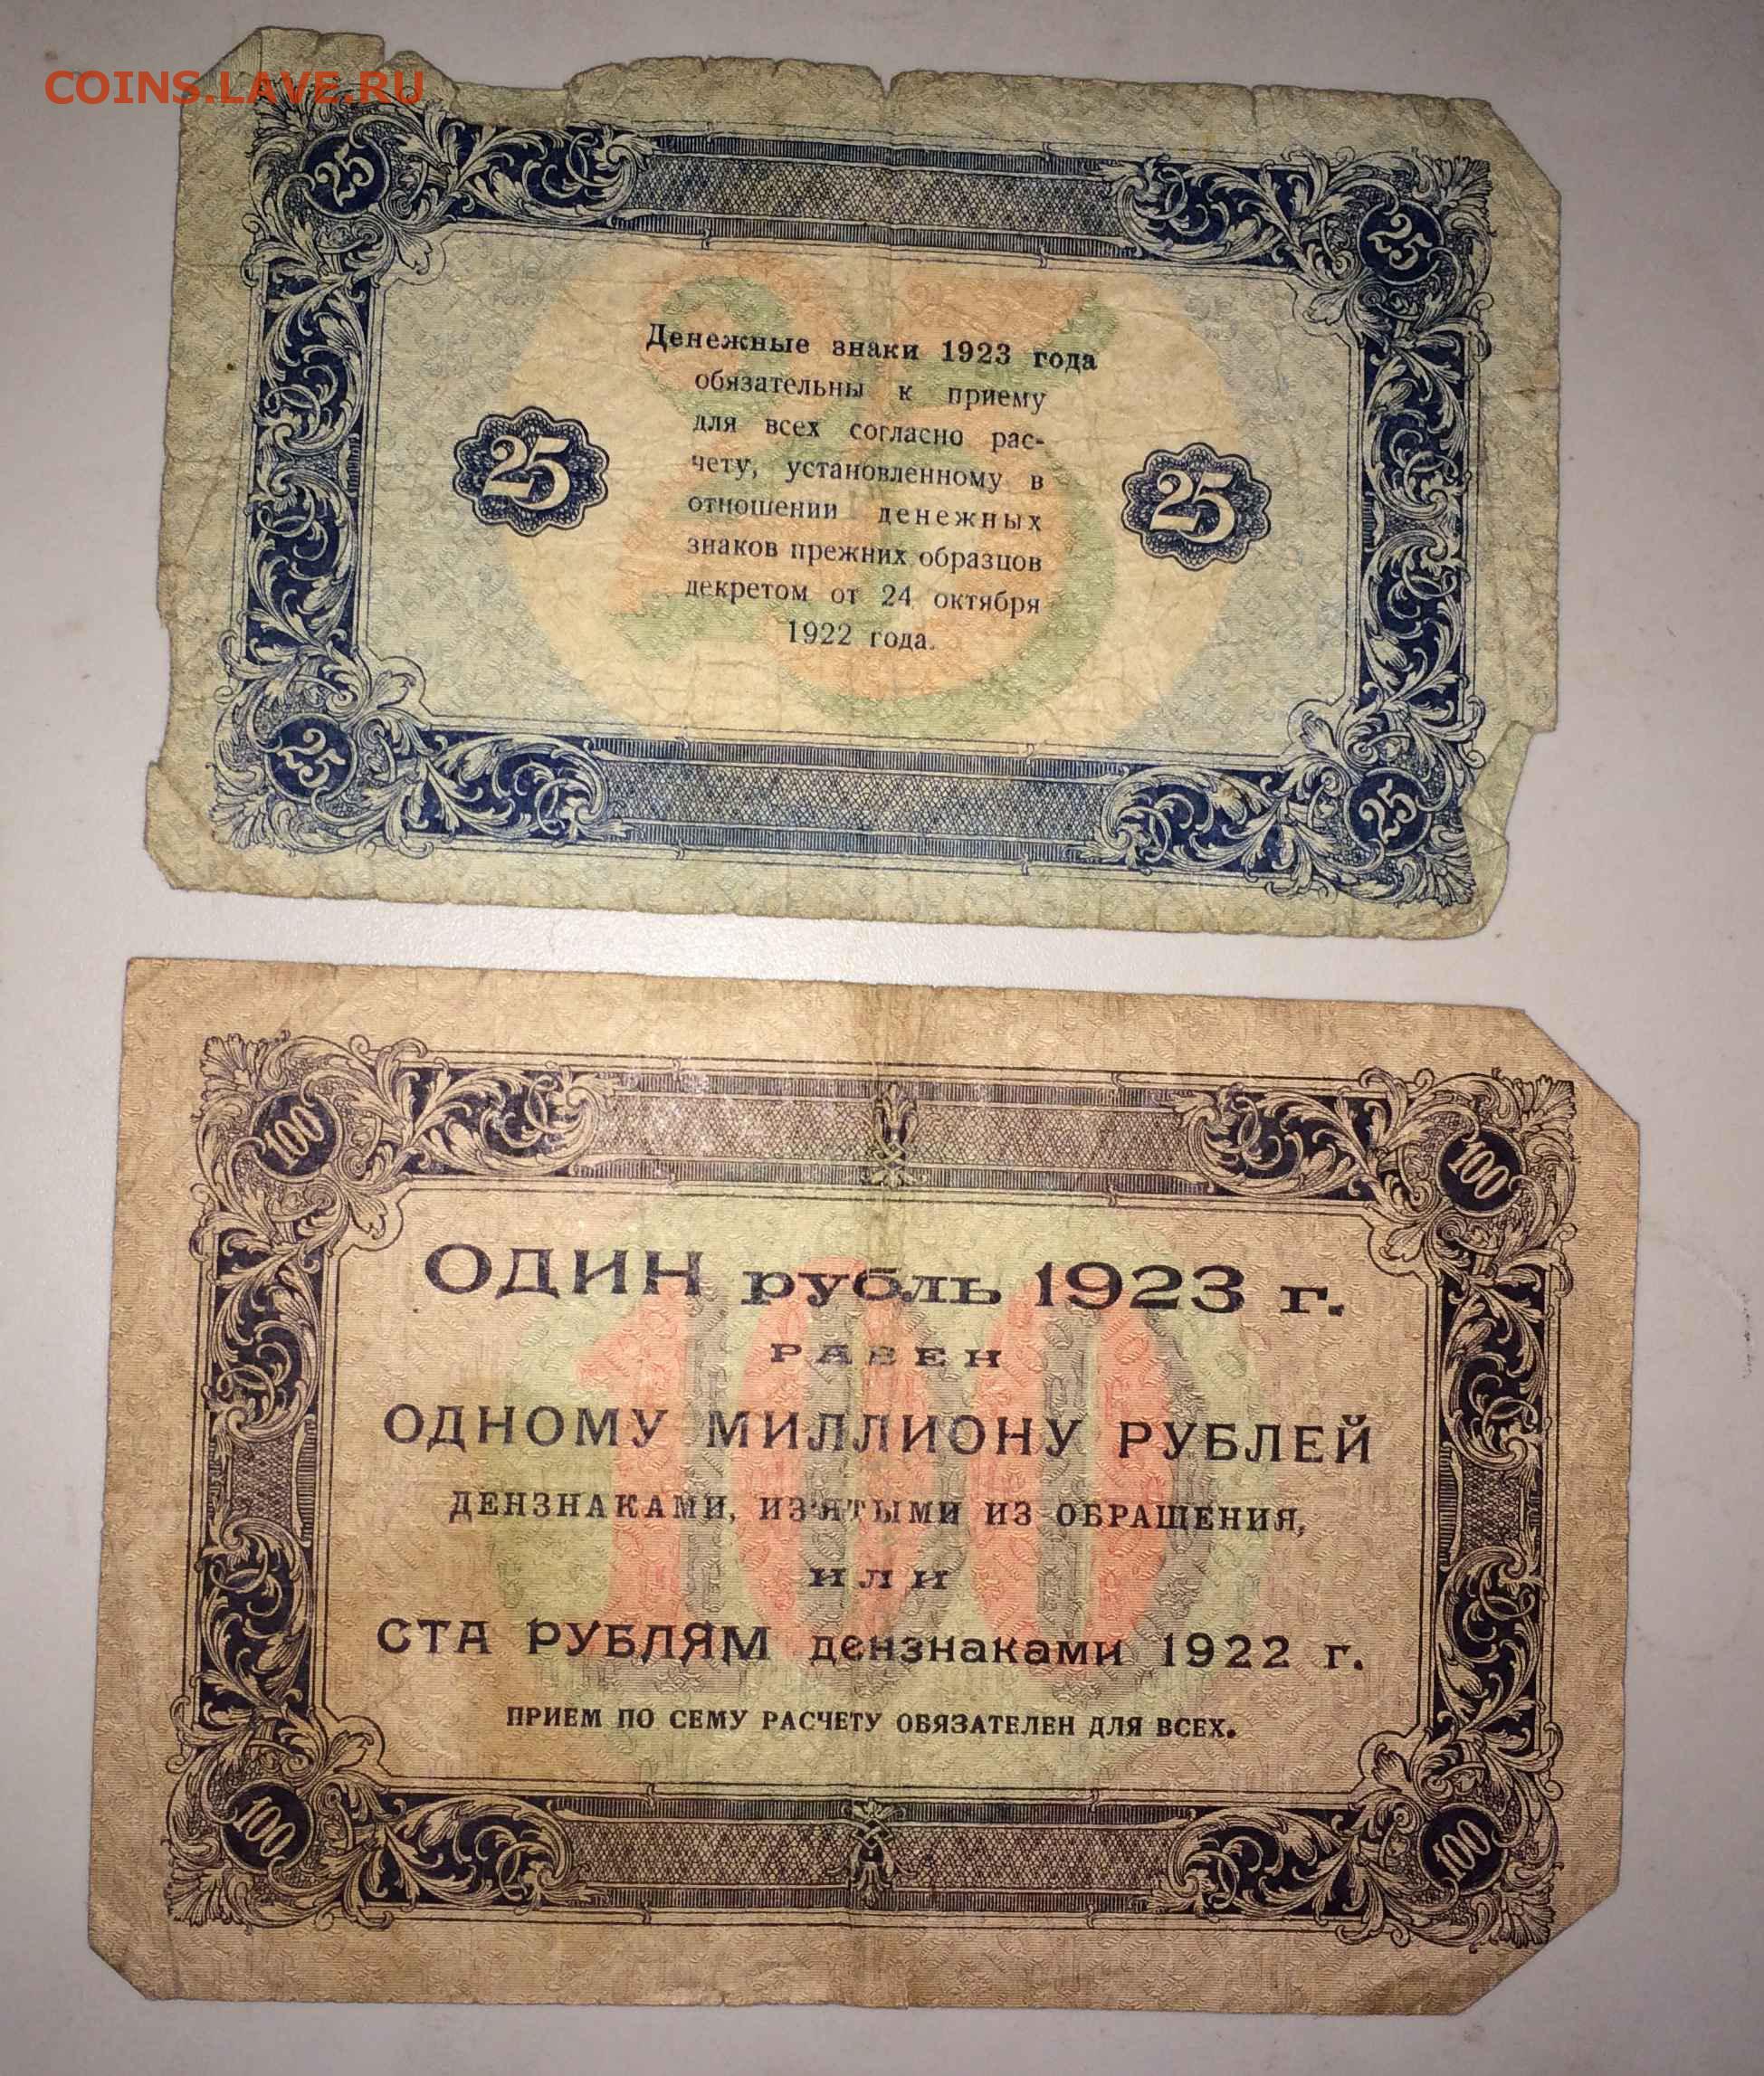 COINS.LAVE.RU
25 25
Денежные знаки 1923 года
обязательны к приему
для всех согласно рас-
чету, установленному в
отношении денежных
знаков прежних образцов
декретом от 24 октября
1922 года.
25 25
25 25
100 100
ОДИН рубль 1923 г.
РАВЕН
ОДНОМУ МИЛЛИОНУ РУБЛЕЙ
ДЕНЗНАКАМИ, ИЗ'ЯТЫМИ ИЗ ОБРАЩЕНИЯ,
ИЛИ
СТА РУБЛЯМ дензнаками 1922 г.
ПРИЕМ ПО СЕМУ РАСЧЕТУ ОБЯЗАТЕЛЕН ДЛЯ ВСЕХ.
100
100 100